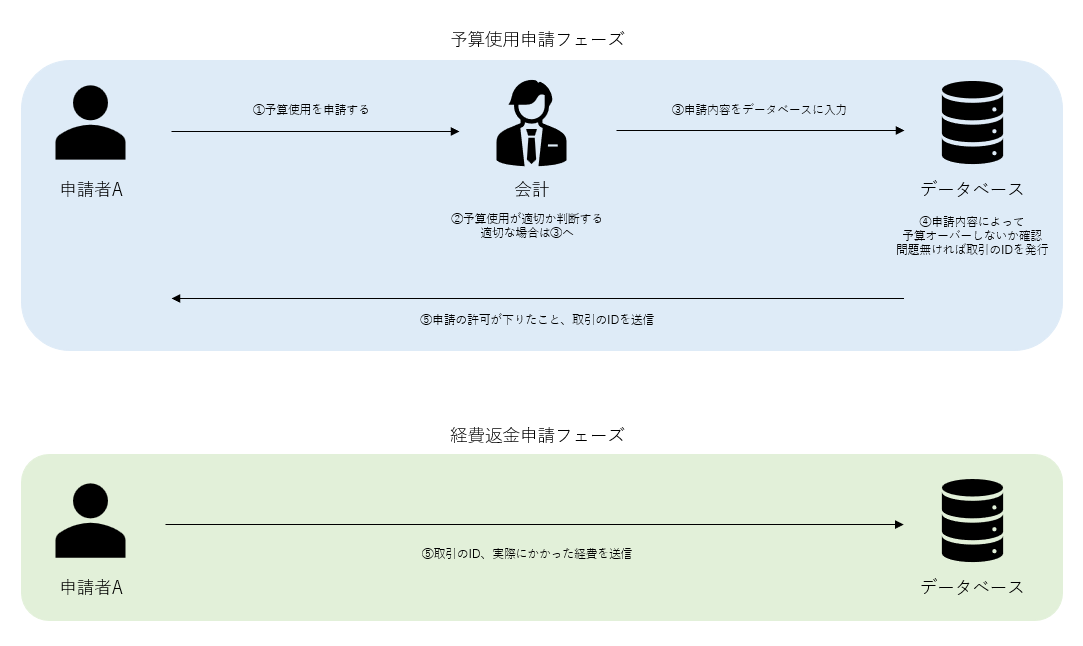 予算使用申請フェーズ
①予算使用を申請する
③申請内容をデータベースに入力
申請者A
会計
データベース
②予算使用が適切か判断する
適切な場合は③へ
④申請内容によって
予算オーバーしないか確認
問題無ければ取引のIDを発行
⑤申請の許可が下りたこと、取引のIDを送信
経費返金申請フェーズ
⑤取引のID、実際にかかった経費を送信
申請者A
データベース